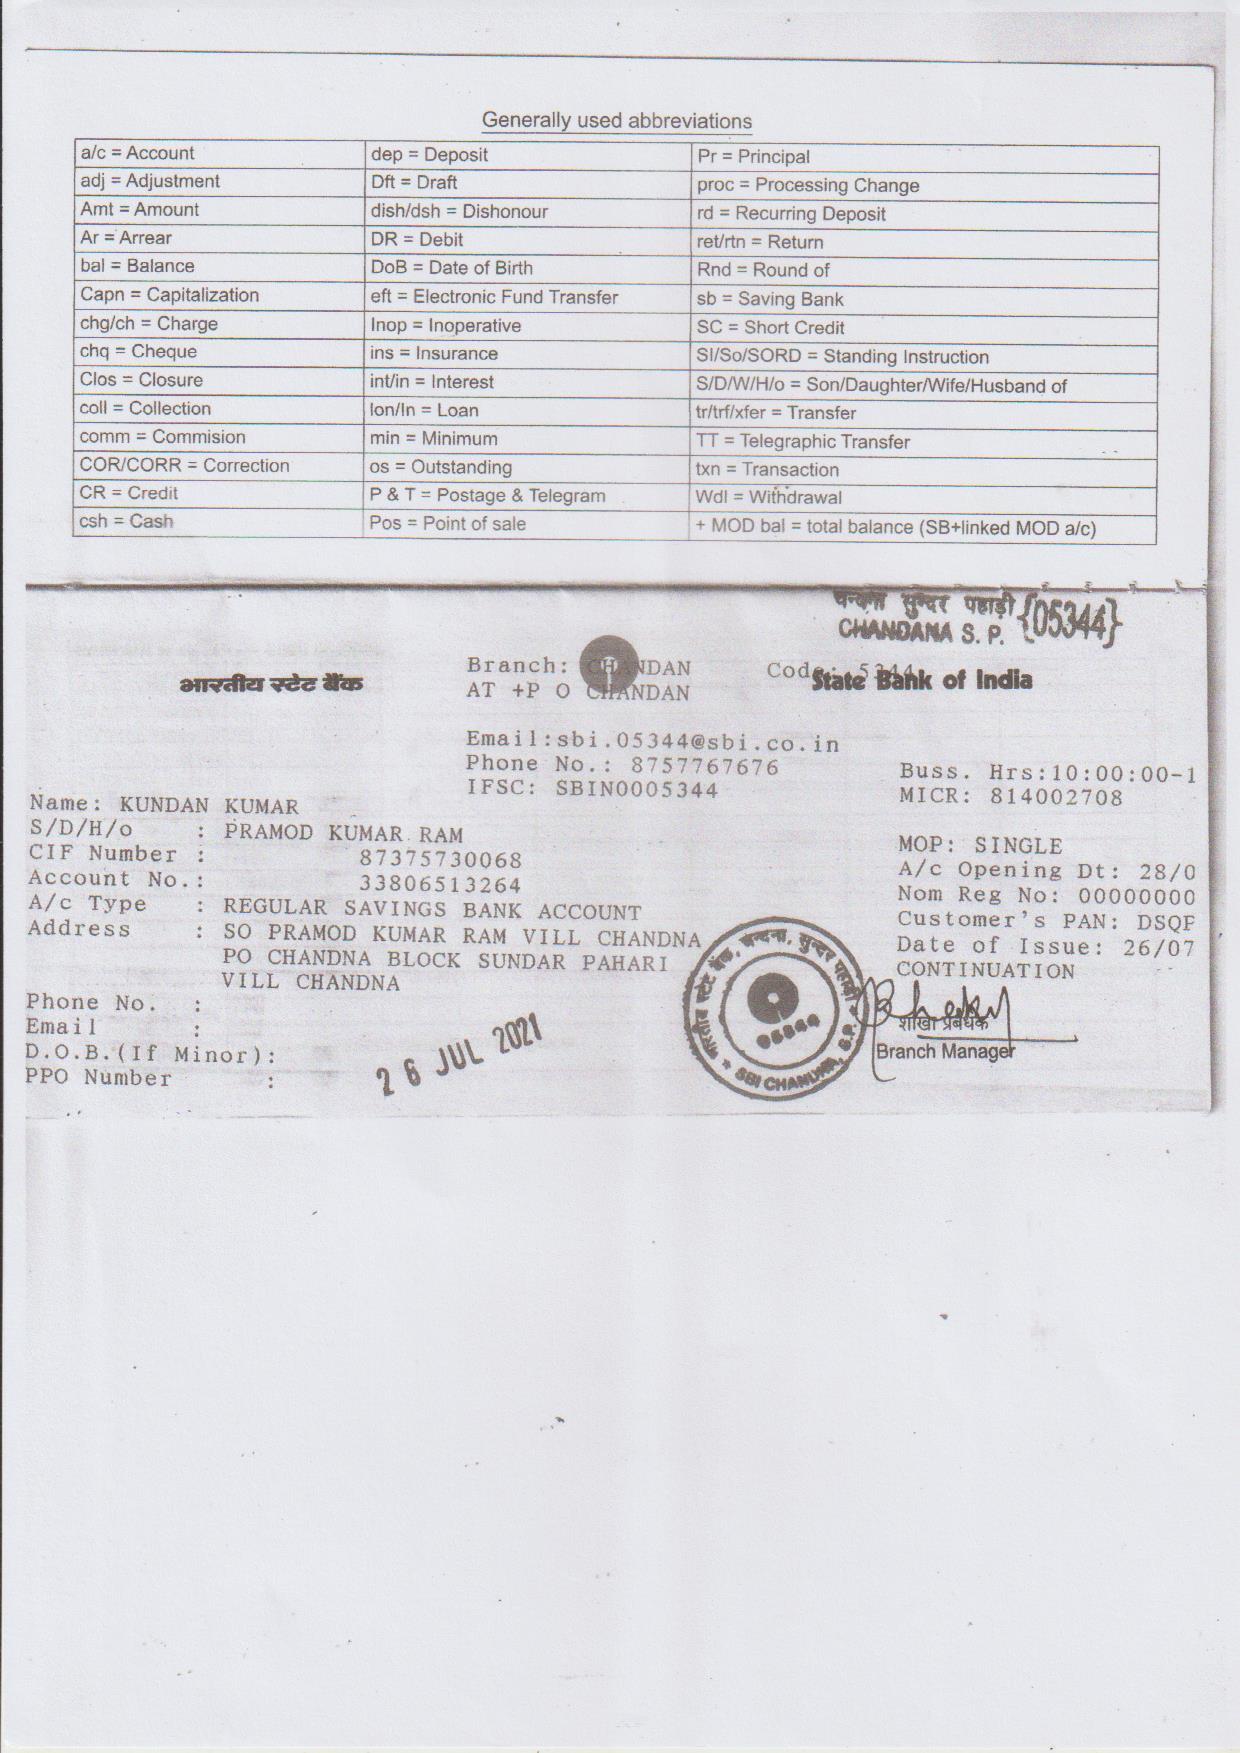 Generally used abbreviations
a/c = Account dep = Deposit Pr = Principal
adj = Adjustment Dft = Draft proc = Processing Change
Amt = Amount dish/dsh = Dishonour rd = Recurring Deposit
Ar = Arrear DR = Debit ret/rtn = Return
bal = Balance DoB = Date of Birth Rnd = Round of
Capn = Capitalization eft = Electronic Fund Transfer sb = Saving Bank
chg/ch = Charge Inop = Inoperative SC = Short Credit
chq = Cheque ins = Insurance SI/So/SORD = Standing Instruction
Clos = Closure int/in = Interest S/D/W/H/o = Son/Daughter/Wife/Husband of
coll = Collection lon/ln = Loan tr/trf/xfer = Transfer
comm = Commision min = Minimum TT = Telegraphic Transfer
COR/CORR = Correction os = Outstanding txn = Transaction
CR = Credit P & T = Postage & Telegram Wdl = Withdrawal
csh = Cash Pos = Point of sale + MOD bal = total balance (SB+linked MOD a/c)
चन्दना सुन्दर पहाड़ी {05344}
CHANDANA S. P.
भारतीय स्टेट बैंक Branch: CHANDAN Code: 5344 State Bank of India
AT +P O CHANDAN
Email:sbi.05344@sbi.co.in
Phone No.: 8757767676 Buss. Hrs:10:00:00-1
IFSC: SBIN0005344 MICR: 814002708
Name: KUNDAN KUMAR
S/D/H/o : PRAMOD KUMAR RAM MOP: SINGLE
CIF Number : 87375730068 A/c Opening Dt: 28/0
Account No.: 33806513264 Nom Reg No: 00000000
A/c Type : REGULAR SAVINGS BANK ACCOUNT Customer's PAN: DSQF
Address : SO PRAMOD KUMAR RAM VILL CHANDNA Date of Issue: 26/07
PO CHANDNA BLOCK SUNDAR PAHARI CONTINUATION
VILL CHANDNA
Phone No. :
Email :
D.O.B.(If Minor):
PPO Number :
26 JUL 2021
भारतीय स्टेट बैंक, चन्दना, सुन्दर पहाड़ी
05344
SBI CHANDNA, S.P.
शाखा प्रबंधक
Branch Manager